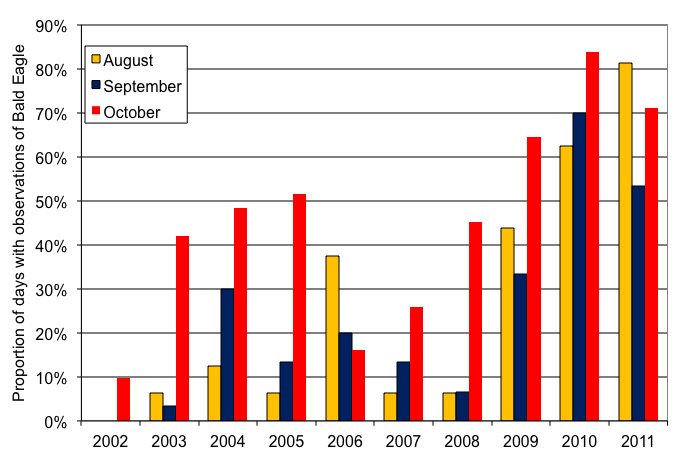 Proportion of days with observations of Bald Eagle
90%
80%
70%
60%
50%
40%
30%
20%
10%
0%
August
September
October
2002 2003 2004 2005 2006 2007 2008 2009 2010 2011